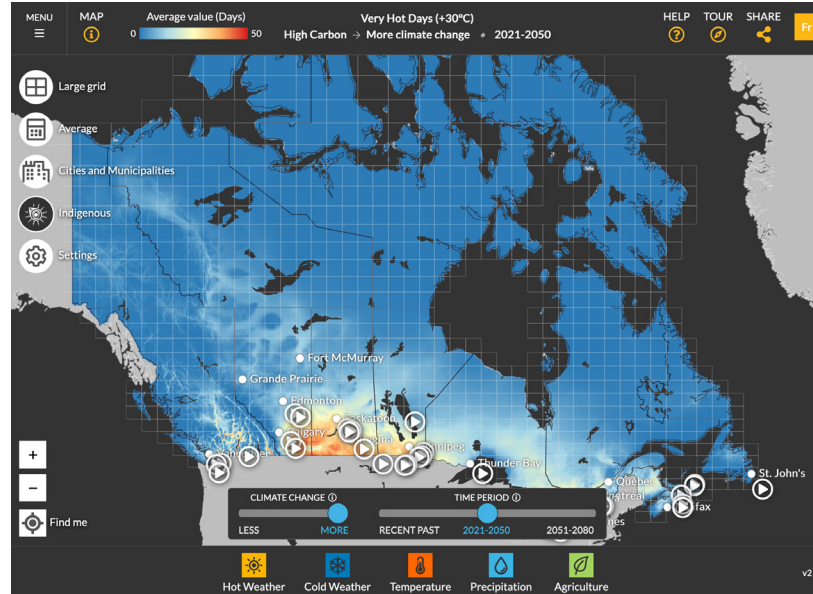 MENU
MAP
Average value (Days)
0
50
Very Hot Days (+30°C)
High Carbon → More climate change • 2021-2050
HELP
TOUR
SHARE
Fr
Large grid
Average
Cities and Municipalities
Indigenous
Settings
Fort McMurray
Grande Prairie
Edmonton
Thunder Bay
St. John's
Québec
+
−
Find me
CLIMATE CHANGE
TIME PERIOD
LESS
MORE
RECENT PAST
2021-2050
2051-2080
Hot Weather
Cold Weather
Temperature
Precipitation
Agriculture
v2